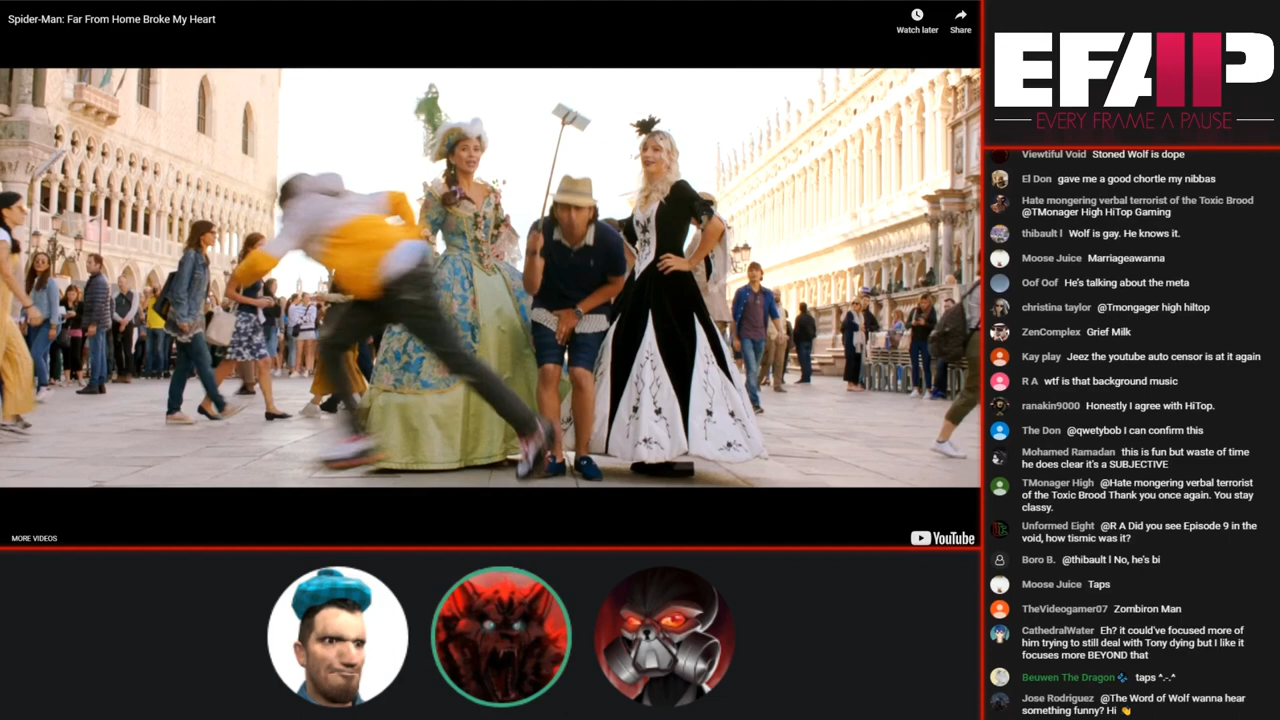 Spider-Man: Far From Home Broke My Heart
Watch later
Share
MORE VIDEOS
YouTube
EFAP
EVERY FRAME A PAUSE
Viewtiful Void Stoned Wolf is dope
El Don gave me a good chortle my nibbas
Hate mongering verbal terrorist of the Toxic Brood
@TMonager High HiTop Gaming
thibault l Wolf is gay. He knows it.
Moose Juice Marriageawanna
Oof Oof He's talking about the meta
christina taylor @Tmongager high hiltop
ZenComplex Grief Milk
Kay play Jeez the youtube auto censor is at it again
R A wtf is that background music
ranakin9000 Honestly I agree with HiTop.
The Don @qwetybob I can confirm this
Mohamed Ramadan this is fun but waste of time
he does clear it's a SUBJECTIVE
TMonager High @Hate mongering verbal terrorist
of the Toxic Brood Thank you once again. You stay
classy.
Unformed Eight @R A Did you see Episode 9 in the
void, how tismic was it?
Boro B. @thibault l No, he's bi
Moose Juice Taps
TheVideogamer07 Zombiron Man
CathedralWater Eh? it could've focused more of
him trying to still deal with Tony dying but I like it
focuses more BEYOND that
Beuwen The Dragon taps ^.-.^
Jose Rodriguez @The Word of Wolf wanna hear
something funny? Hi 👏